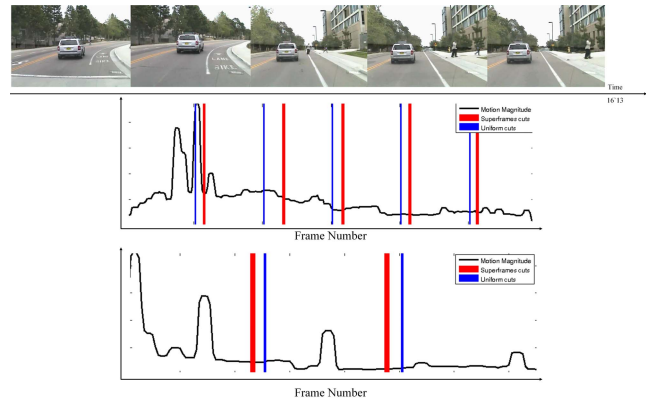 Time
16`13
Motion Magnitude
Superframes cuts
Uniform cuts
Frame Number
Motion Magnitude
Superframes cuts
Uniform cuts
Frame Number